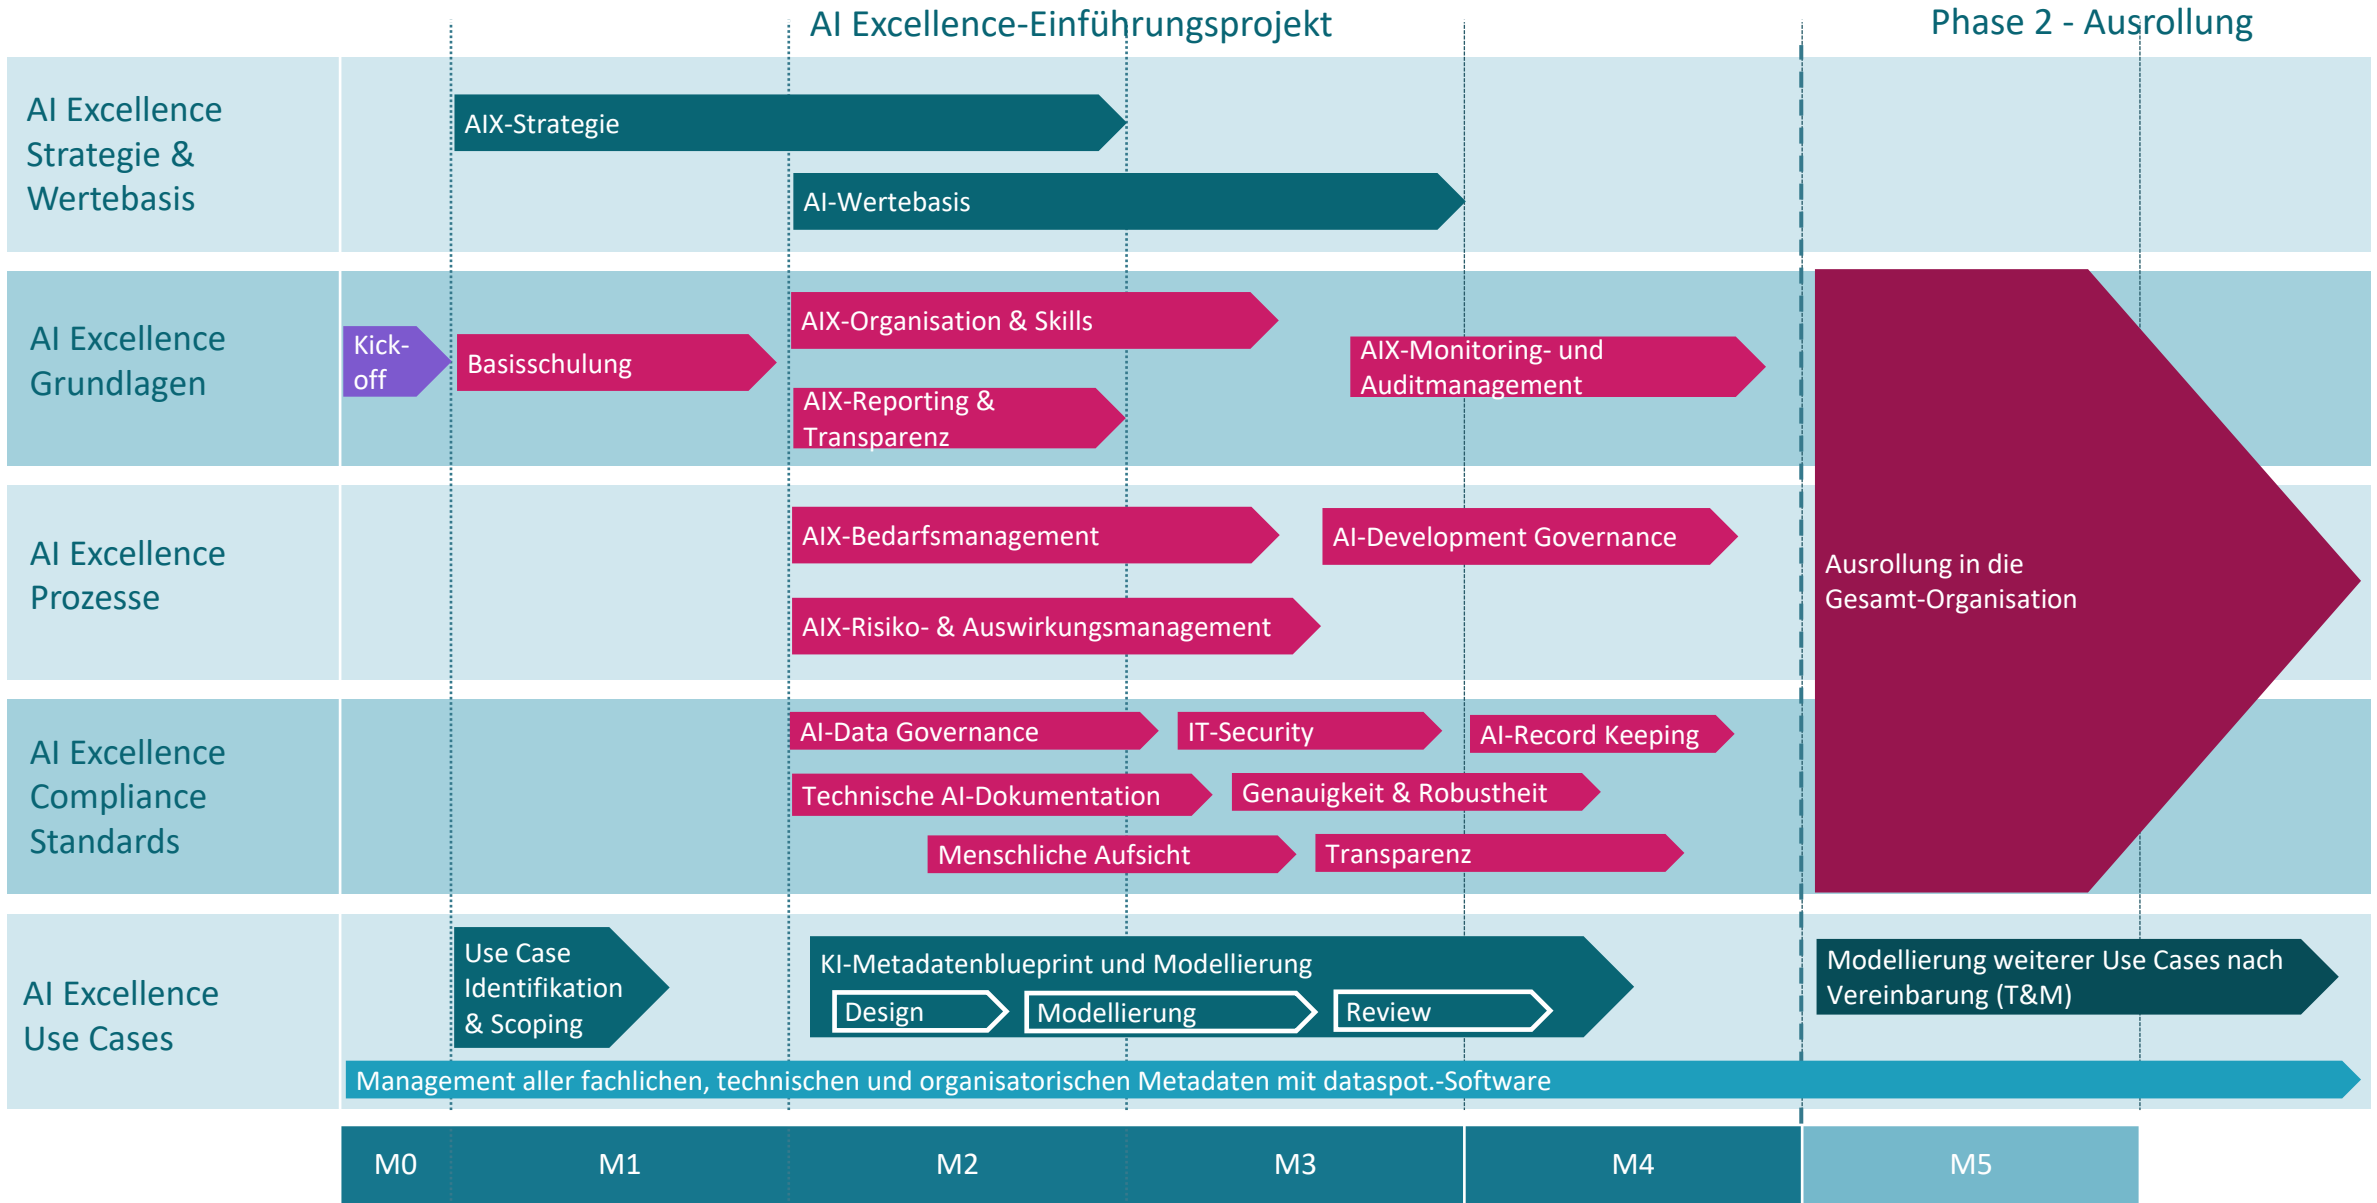 AI Excellence-Einführungsprojekt
Phase 2 - Ausrollung
AI Excellence
Strategie &
Wertebasis
AIX-Strategie
AI-Wertebasis
AI Excellence
Grundlagen
Kick-
off
Basisschulung
AIX-Organisation & Skills
AIX-Reporting &
Transparenz
AIX-Monitoring- und
Auditmanagement
AI Excellence
Prozesse
AIX-Bedarfsmanagement
AI-Development Governance
AIX-Risiko- & Auswirkungsmanagement
Ausrollung in die
Gesamt-Organisation
AI Excellence
Compliance
Standards
AI-Data Governance
IT-Security
AI-Record Keeping
Technische AI-Dokumentation
Genauigkeit & Robustheit
Menschliche Aufsicht
Transparenz
AI Excellence
Use Cases
Use Case
Identifikation
& Scoping
KI-Metadatenblueprint und Modellierung
Design
Modellierung
Review
Modellierung weiterer Use Cases nach
Vereinbarung (T&M)
Management aller fachlichen, technischen und organisatorischen Metadaten mit dataspot.-Software
M0
M1
M2
M3
M4
M5